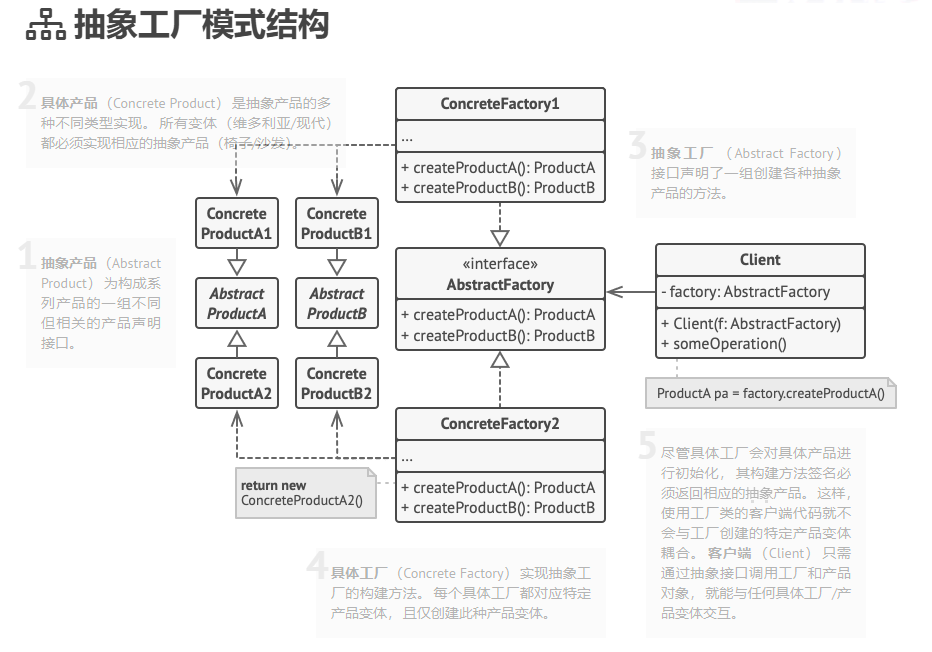 抽象工厂模式结构
2
具体产品（Concrete Product） 是抽象产品的多
种不同类型实现。 所有变体（维多利亚/现代）
都必须实现相应的抽象产品（椅子/沙发）。
ConcreteFactory1
...
+ createProductA(): ProductA
+ createProductB(): ProductB
3
抽象工厂 （Abstract Factory）
接口声明了一组创建各种抽象
产品的方法。
Concrete
ProductA1
Concrete
ProductB1
1
抽象产品（Abstract
Product） 为构成系
列产品的一组不同
但相关的产品声明
接口。
Abstract
ProductA
Abstract
ProductB
«interface»
AbstractFactory
+ createProductA(): ProductA
+ createProductB(): ProductB
Client
- factory: AbstractFactory
+ Client(f: AbstractFactory)
+ someOperation()
Concrete
ProductA2
Concrete
ProductB2
ProductA pa = factory.createProductA()
ConcreteFactory2
...
+ createProductA(): ProductA
+ createProductB(): ProductB
return new
ConcreteProductA2()
5
尽管具体工厂会对具体产品进
行初始化， 其构建方法签名必
须返回相应的抽象产品。 这样，
使用工厂类的客户端代码就不
会与工厂创建的特定产品变体
耦合。 客户端 （Client） 只需
通过抽象接口调用工厂和产品
对象， 就能与任何具体工厂/产
品变体交互。
4
具体工厂 （Concrete Factory） 实现抽象工
厂的构建方法。 每个具体工厂都对应特定
产品变体， 且仅创建此种产品变体。